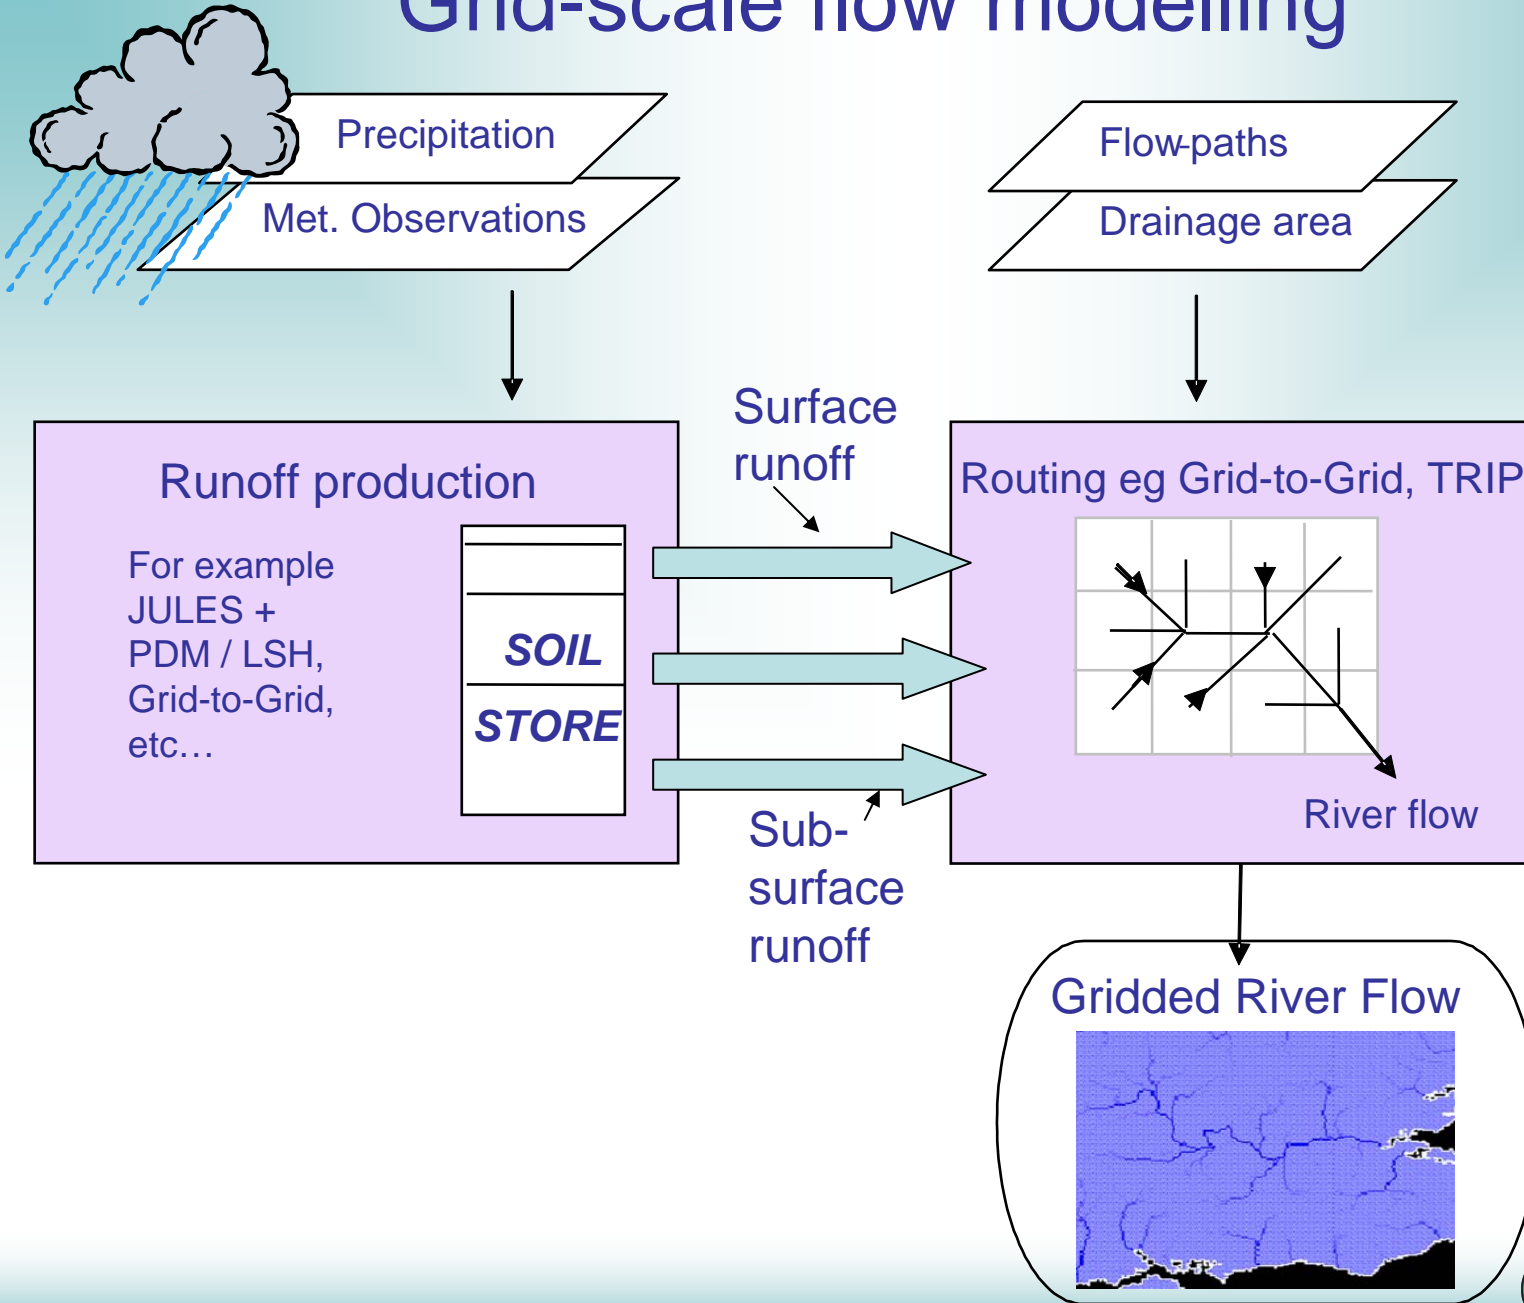 Grid-scale flow modelling
Precipitation
Met. Observations
Flow-paths
Drainage area
Surface
runoff
Runoff production
For example
JULES +
PDM / LSH,
Grid-to-Grid,
etc…
SOIL
STORE
Routing eg Grid-to-Grid, TRIP
River flow
Sub-
surface
runoff
Gridded River Flow